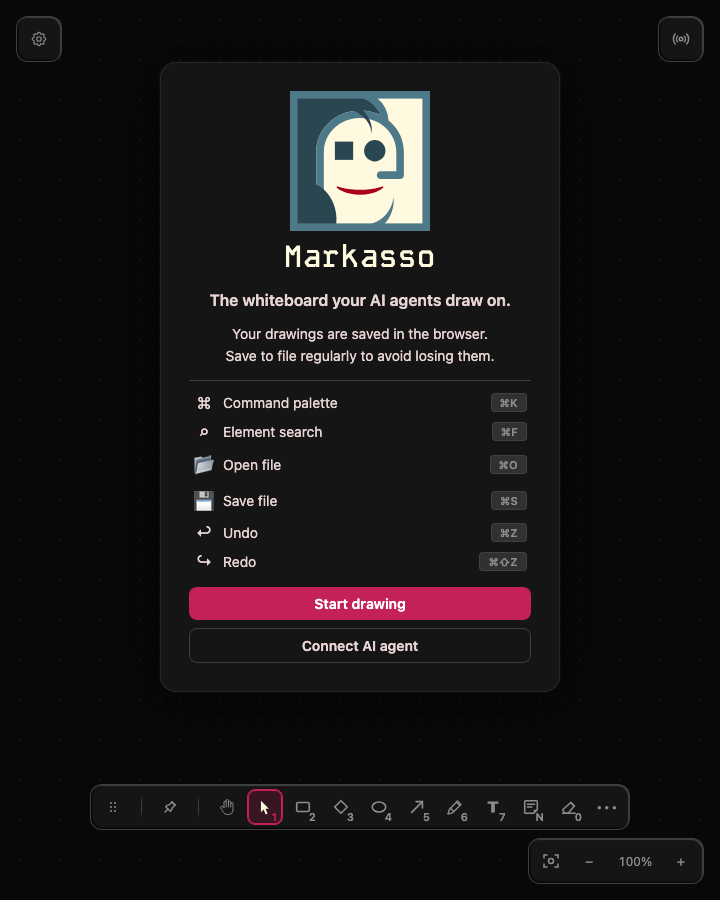 Markasso
The whiteboard your AI agents draw on.
Your drawings are saved in the browser.
Save to file regularly to avoid losing them.
⌘ Command palette ⌘K
Element search ⌘F
Open file ⌘O
Save file ⌘S
Undo ⌘Z
Redo ⌘⇧Z
Start drawing
Connect AI agent
1 2 3 4 5 6 T 7 N 0
− 100% +